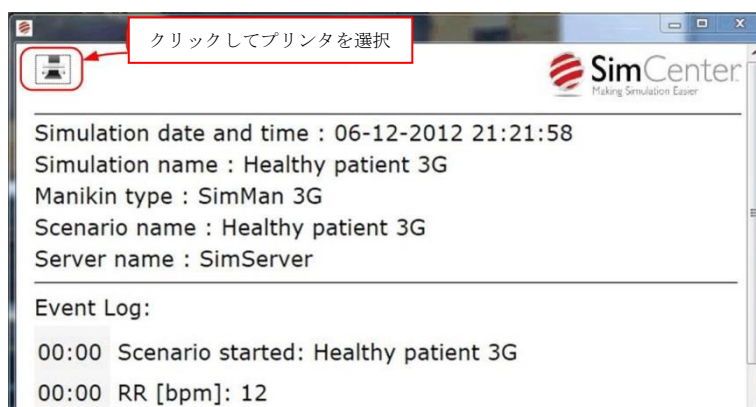 クリックしてプリンタを選択
SimCenter
Making Simulation Easier
Simulation date and time : 06-12-2012 21:21:58
Simulation name : Healthy patient 3G
Manikin type : SimMan 3G
Scenario name : Healthy patient 3G
Server name : SimServer
Event Log:
00:00 Scenario started: Healthy patient 3G
00:00 RR [bpm]: 12